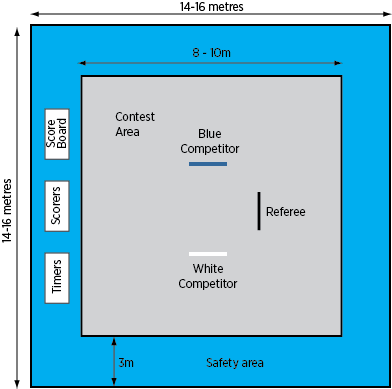 14-16 metres
8 - 10m
Contest
Area
Blue
Competitor
Score
Board
Scorers
Referee
14-16 metres
Timers
White
Competitor
3m
Safety area